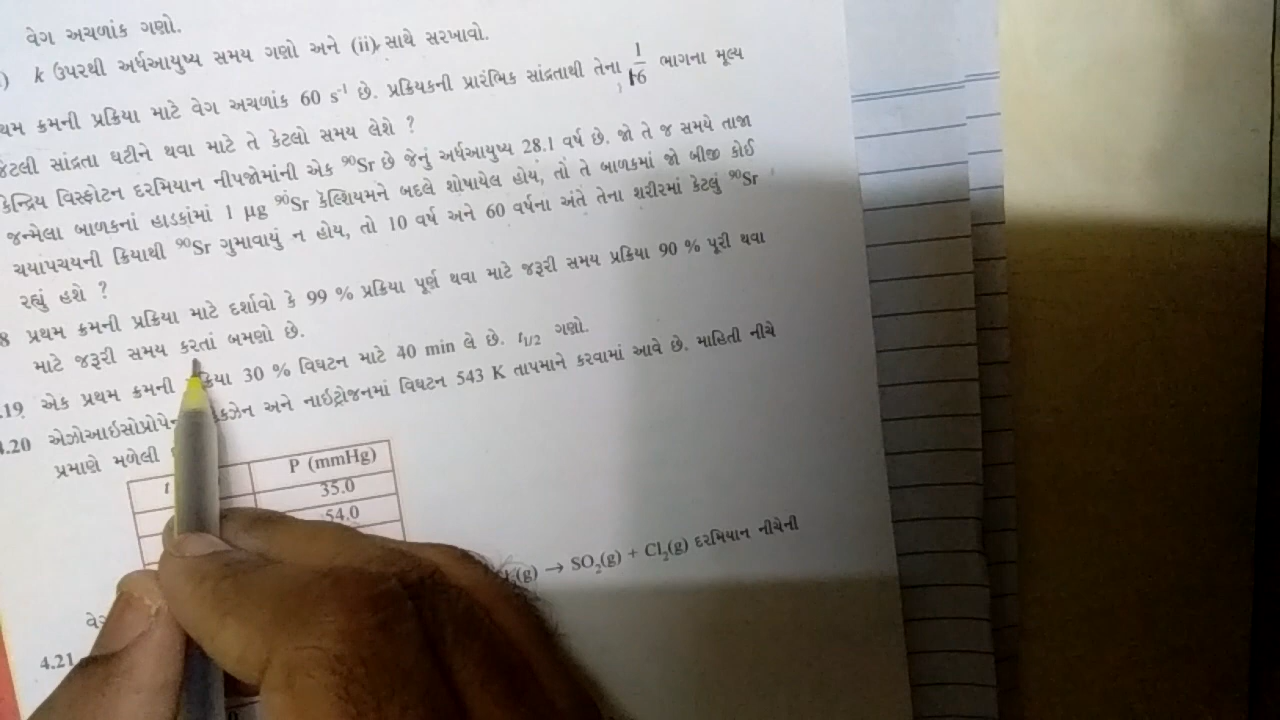 વેગ અચળાંક ગણો.
) k ઉપરથી અર્ધઆયુષ્ય સમય ગણો અને (ii) સાથે સરખાવો.
થમ ક્રમની પ્રક્રિયા માટે વેગ અચળાંક 60 s⁻¹ છે. પ્રક્રિયકની પ્રારંભિક સાંદ્રતાથી તેના 1/16 ભાગના મૂલ્ય
જેટલી સાંદ્રતા ઘટીને થવા માટે તે કેટલો સમય લેશે ?
કેન્દ્રિય વિસ્ફોટન દરમિયાન નીપજોમાંની એક ⁹⁰Sr છે જેનું અર્ધઆયુષ્ય 28.1 વર્ષ છે. જો તે જ સમયે તાજા
જન્મેલા બાળકનાં હાડકાંમાં 1 μg ⁹⁰Sr કૅલ્શિયમને બદલે શોષાયેલ હોય, તો તે બાળકમાં જો બીજી કોઈ
ચયાપચયની ક્રિયાથી ⁹⁰Sr ગુમાવાયું ન હોય, તો 10 વર્ષ અને 60 વર્ષના અંતે તેના શરીરમાં કેટલું ⁹⁰Sr
રહ્યું હશે ?
8 પ્રથમ ક્રમની પ્રક્રિયા માટે દર્શાવો કે 99 % પ્રક્રિયા પૂર્ણ થવા માટે જરૂરી સમય પ્રક્રિયા 90 % પૂરી થવા
માટે જરૂરી સમય કરતાં બમણો છે.
.19 એક પ્રથમ ક્રમની ક્રિયા 30 % વિઘટન માટે 40 min લે છે. t1/2 ગણો.
4.20 એઝોઆઇસોપ્રોપેન ક્ઝેન અને નાઇટ્રોજનમાં વિઘટન 543 K તાપમાને કરવામાં આવે છે. માહિતી નીચે
પ્રમાણે મળેલી
t P (mmHg)
35.0
54.0
(g) → SO₂(g) + Cl₂(g) દરમિયાન નીચેની
વે
4.21